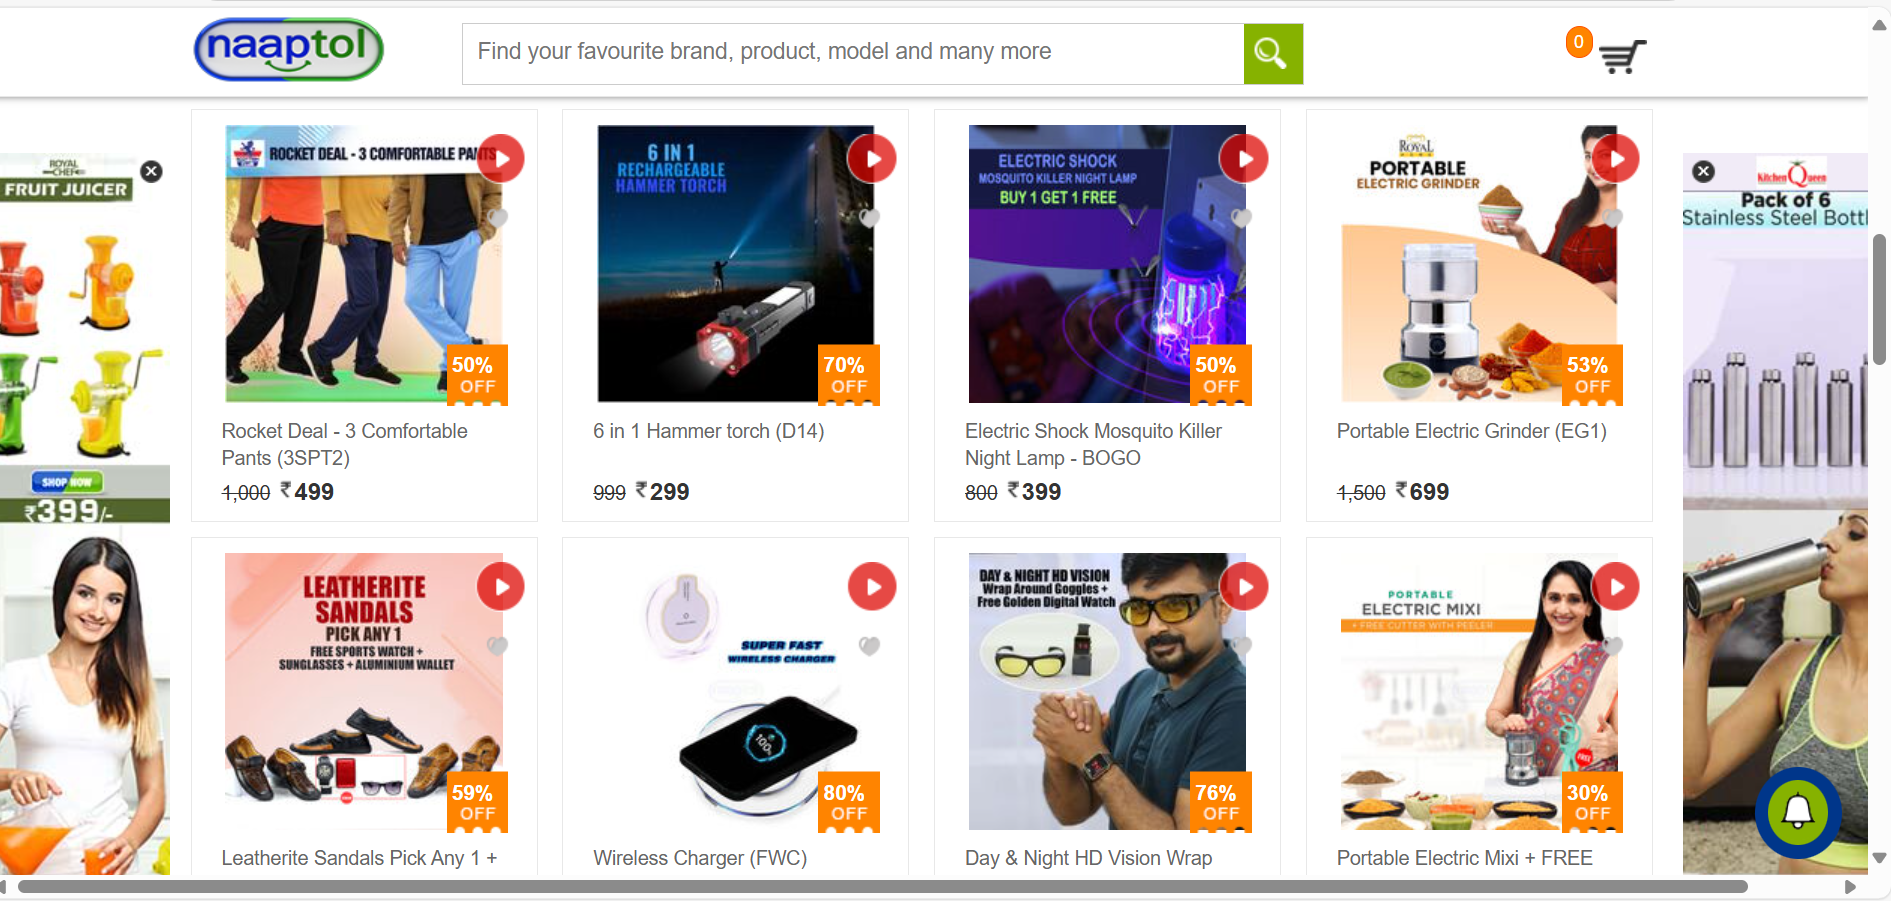 naaptol
Find your favourite brand, product, model and many more
0
ROYAL
CHEF
FRUIT JUICER
SHOP NOW
₹399/-
ROCKET DEAL - 3 COMFORTABLE PANTS
50%
OFF
Rocket Deal - 3 Comfortable
Pants (3SPT2)
1,000 ₹499
6 IN 1
RECHARGEABLE
HAMMER TORCH
70%
OFF
6 in 1 Hammer torch (D14)
999 ₹299
ELECTRIC SHOCK
MOSQUITO KILLER NIGHT LAMP
BUY 1 GET 1 FREE
50%
OFF
Electric Shock Mosquito Killer
Night Lamp - BOGO
800 ₹399
ROYAL
PORTABLE
ELECTRIC GRINDER
53%
OFF
Portable Electric Grinder (EG1)
1,500 ₹699
Kitchen Queen
Pack of 6
Stainless Steel Bottl
LEATHERITE
SANDALS
PICK ANY 1
FREE SPORTS WATCH +
SUNGLASSES + ALUMINIUM WALLET
59%
OFF
Leatherite Sandals Pick Any 1 +
SUPER FAST
WIRELESS CHARGER
100%
80%
OFF
Wireless Charger (FWC)
DAY & NIGHT HD VISION
Wrap Around Goggles +
Free Golden Digital Watch
76%
OFF
Day & Night HD Vision Wrap
PORTABLE
ELECTRIC MIXI
+ FREE CUTTER WITH PEELER
FREE
30%
OFF
Portable Electric Mixi + FREE